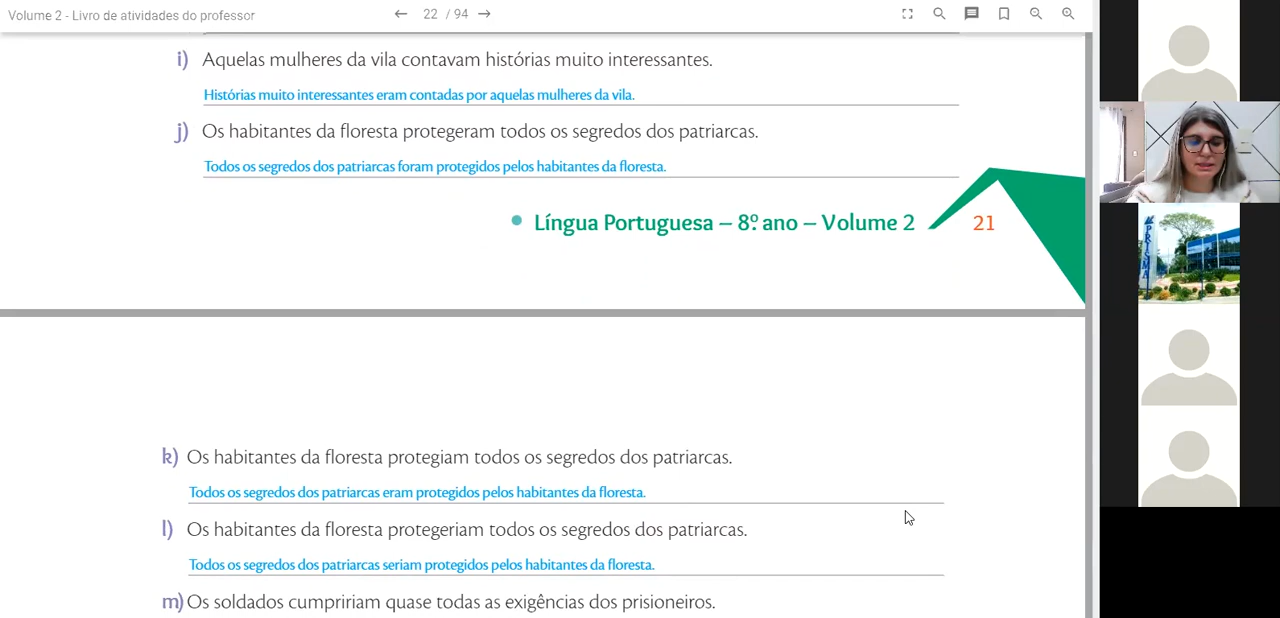 Volume 2 - Livro de atividades do professor
22 / 94
i) Aquelas mulheres da vila contavam histórias muito interessantes.
Histórias muito interessantes eram contadas por aquelas mulheres da vila.
j) Os habitantes da floresta protegeram todos os segredos dos patriarcas.
Todos os segredos dos patriarcas foram protegidos pelos habitantes da floresta.
• Língua Portuguesa – 8º. ano – Volume 2 21
k) Os habitantes da floresta protegiam todos os segredos dos patriarcas.
Todos os segredos dos patriarcas eram protegidos pelos habitantes da floresta.
l) Os habitantes da floresta protegeriam todos os segredos dos patriarcas.
Todos os segredos dos patriarcas seriam protegidos pelos habitantes da floresta.
m) Os soldados cumpririam quase todas as exigências dos prisioneiros.
PRISMA